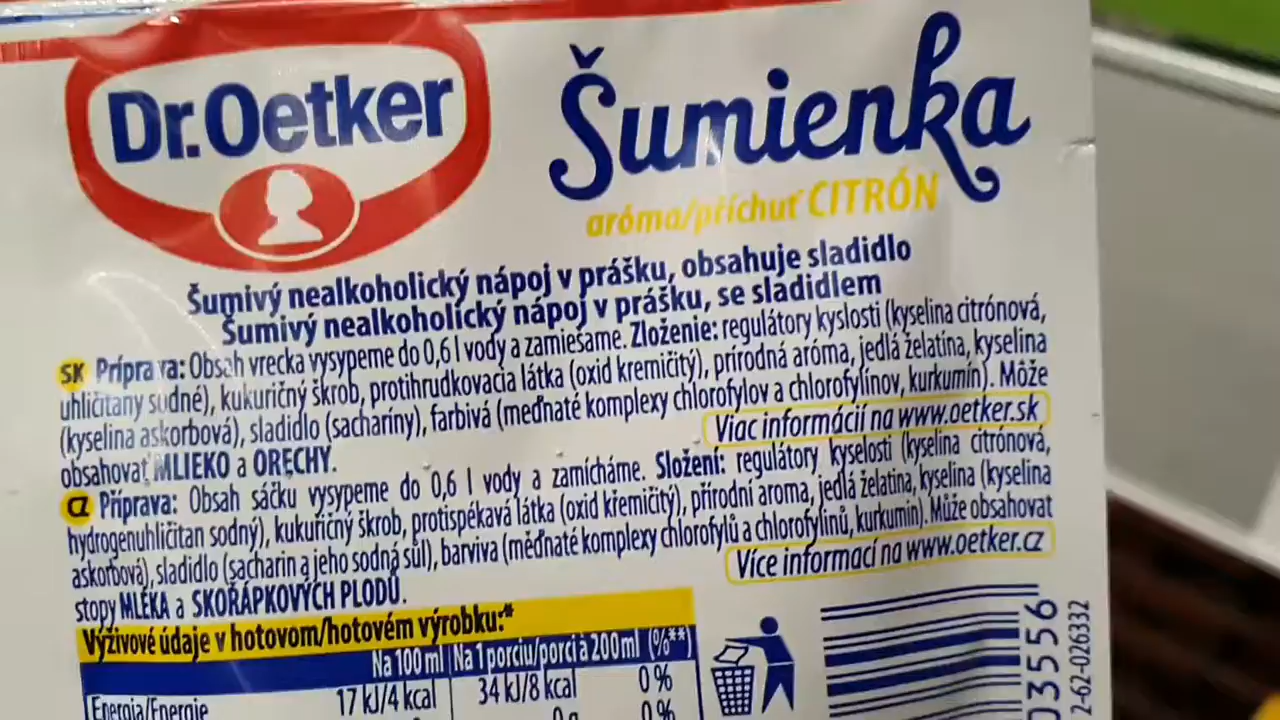 Dr.Oetker
Šumienka
aróma/příchuť CITRÓN
Šumivý nealkoholický nápoj v prášku, obsahuje sladidlo
Šumivý nealkoholický nápoj v prášku, se sladidlem
SK Príprava: Obsah vrecka vysypeme do 0,6 l vody a zamiešame. Zloženie: regulátory kyslosti (kyselina citrónová,
uhličitany sodné), kukuričný škrob, protihrudkovacia látka (oxid kremičitý), prírodná aróma, jedlá želatína, kyselina
(kyselina askorbová), sladidlo (sacharíny), farbivá (meďnaté komplexy chlorofylov a chlorofylínov, kurkumín). Môže
obsahovať MLIEKO a ORECHY.
Viac informácií na www.oetker.sk
CZ Příprava: Obsah sáčku vysypeme do 0,6 l vody a zamícháme. Složení: regulátory kyselosti (kyselina citrónová,
hydrogenuhličitan sodný), kukuřičný škrob, protispékavá látka (oxid křemičitý), přírodní aroma, jedlá želatina, kyselina (kyselina
askorbová), sladidlo (sacharin a jeho sodná sůl), barviva (měďnaté komplexy chlorofylů a chlorofylinů, kurkumin). Může obsahovat
stopy MLÉKA a SKOŘÁPKOVÝCH PLODŮ.
Více informací na www.oetker.cz
Výživové údaje v hotovom/hotovém výrobku:*
Na 100 ml Na 1 porciu/porci à 200 ml (%**)
Energia/Energie 17 kJ/4 kcal 34 kJ/8 kcal 0 %
0 g 0 %
03556
2-62-026332